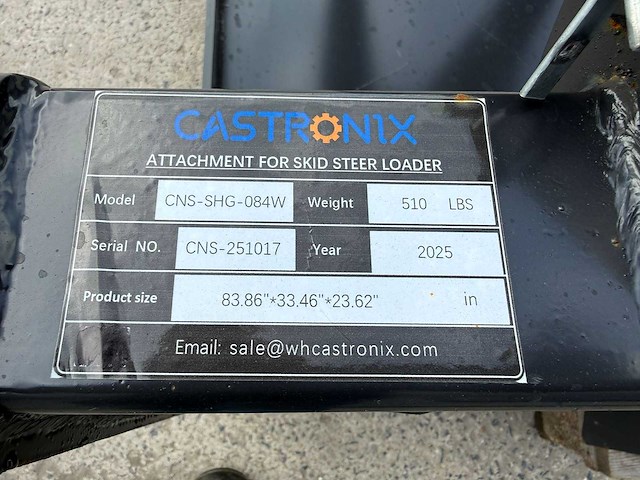 CASTRONIX
ATTACHMENT FOR SKID STEER LOADER
Model CNS-SHG-084W Weight 510 LBS
Serial NO. CNS-251017 Year 2025
Product size 83.86"*33.46"*23.62" in
Email: sale@whcastronix.com